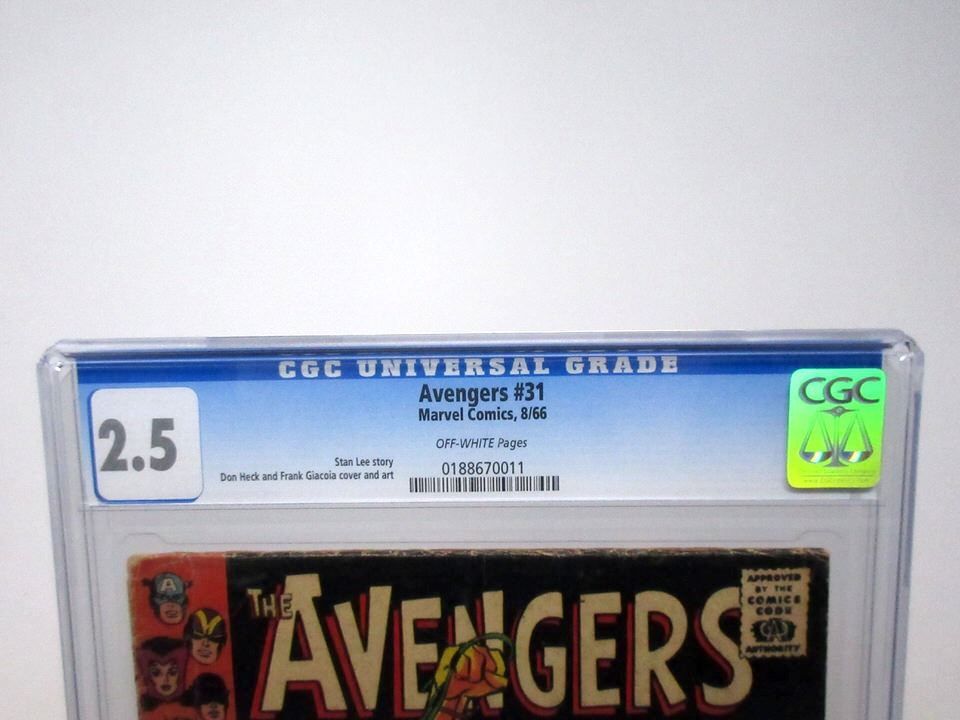 CGC UNIVERSAL GRADE
2.5
Avengers #31
Marvel Comics, 8/66
OFF-WHITE Pages
Stan Lee story
Don Heck and Frank Giacoia cover and art
0188670011
CGC
THE AVENGERS
A
APPROVED
BY THE
COMICS
CODE
CA
AUTHORITY